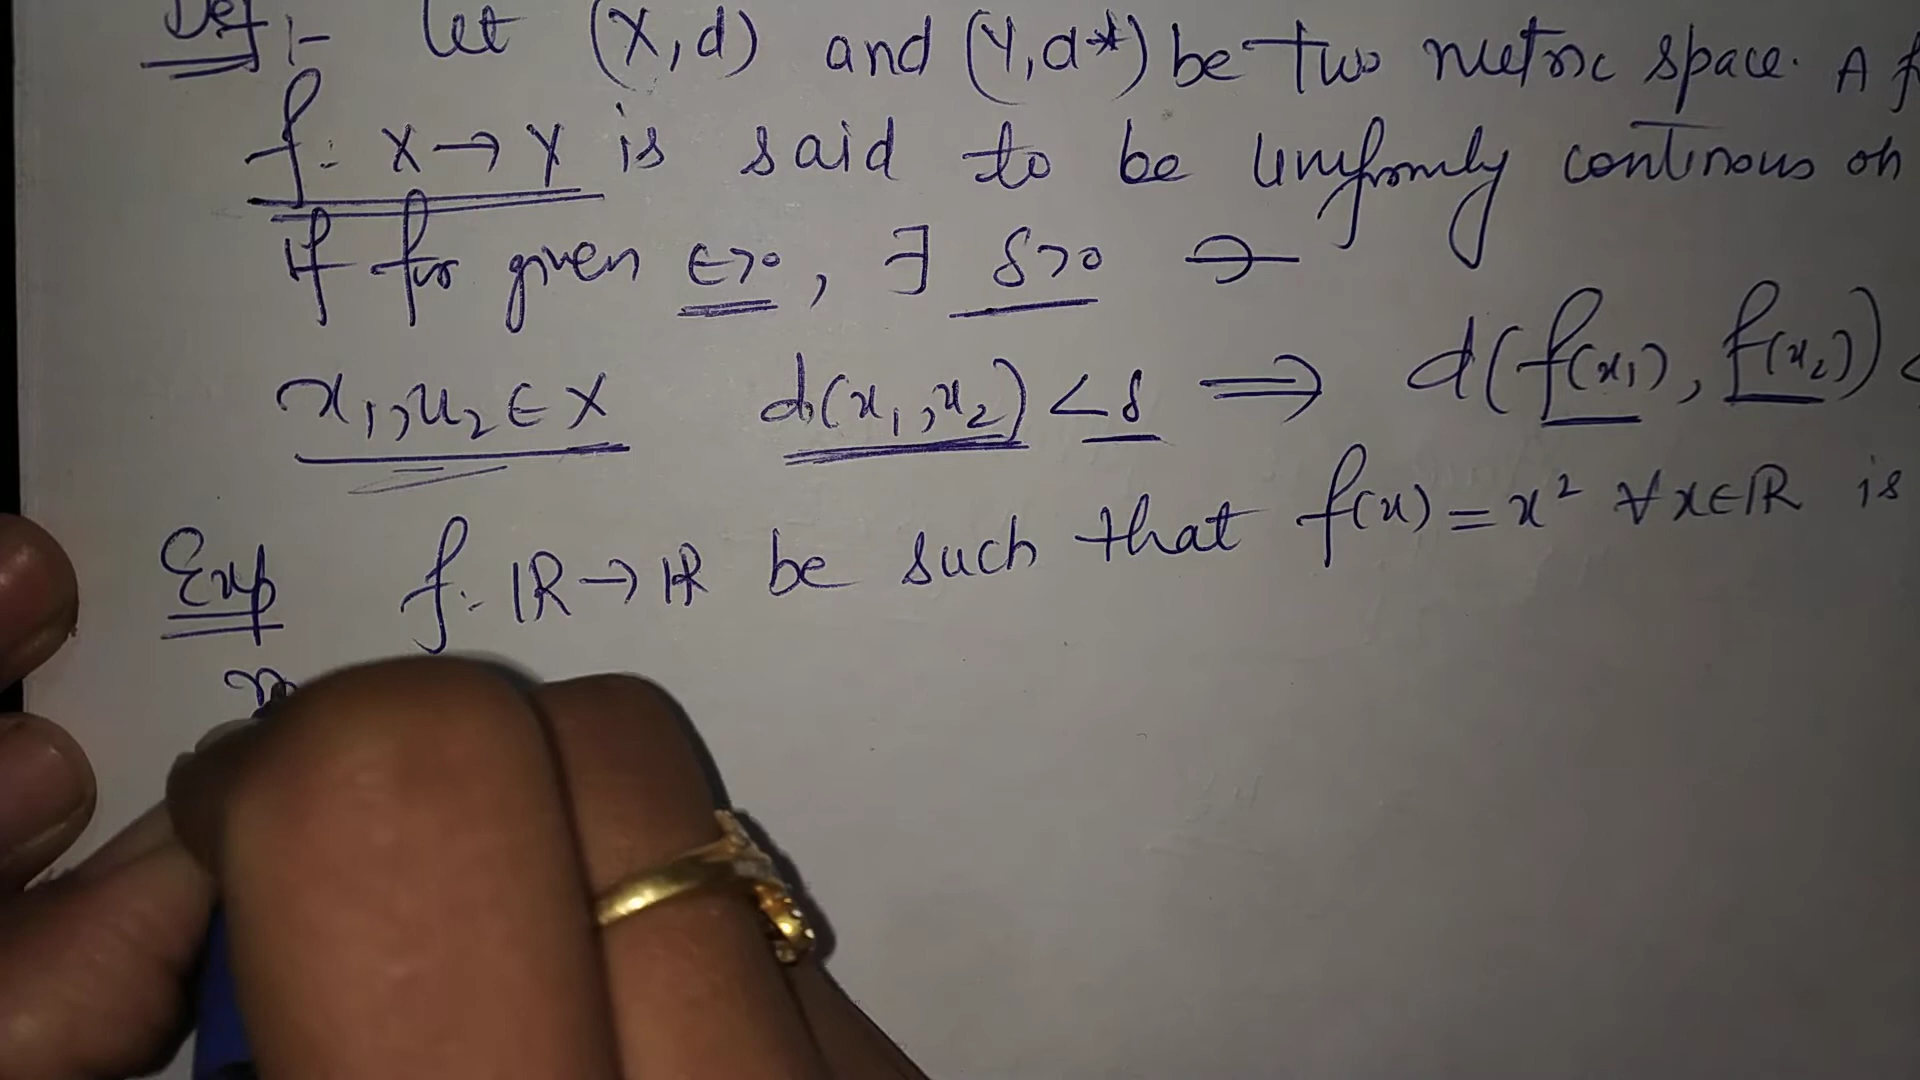 Def:- let (X,d) and (Y,d*) be two metric space. A f
f: X→Y is said to be Uniformly continous on
if for given ϵ>0, ∃ δ>0 ∋
x₁,x₂ ∈ X d(x₁,x₂) < δ ⟹ d(f(x₁), f(x₂)) <
Exp f: ℝ→ℝ be such that f(x) = x² ∀x∈ℝ is
n